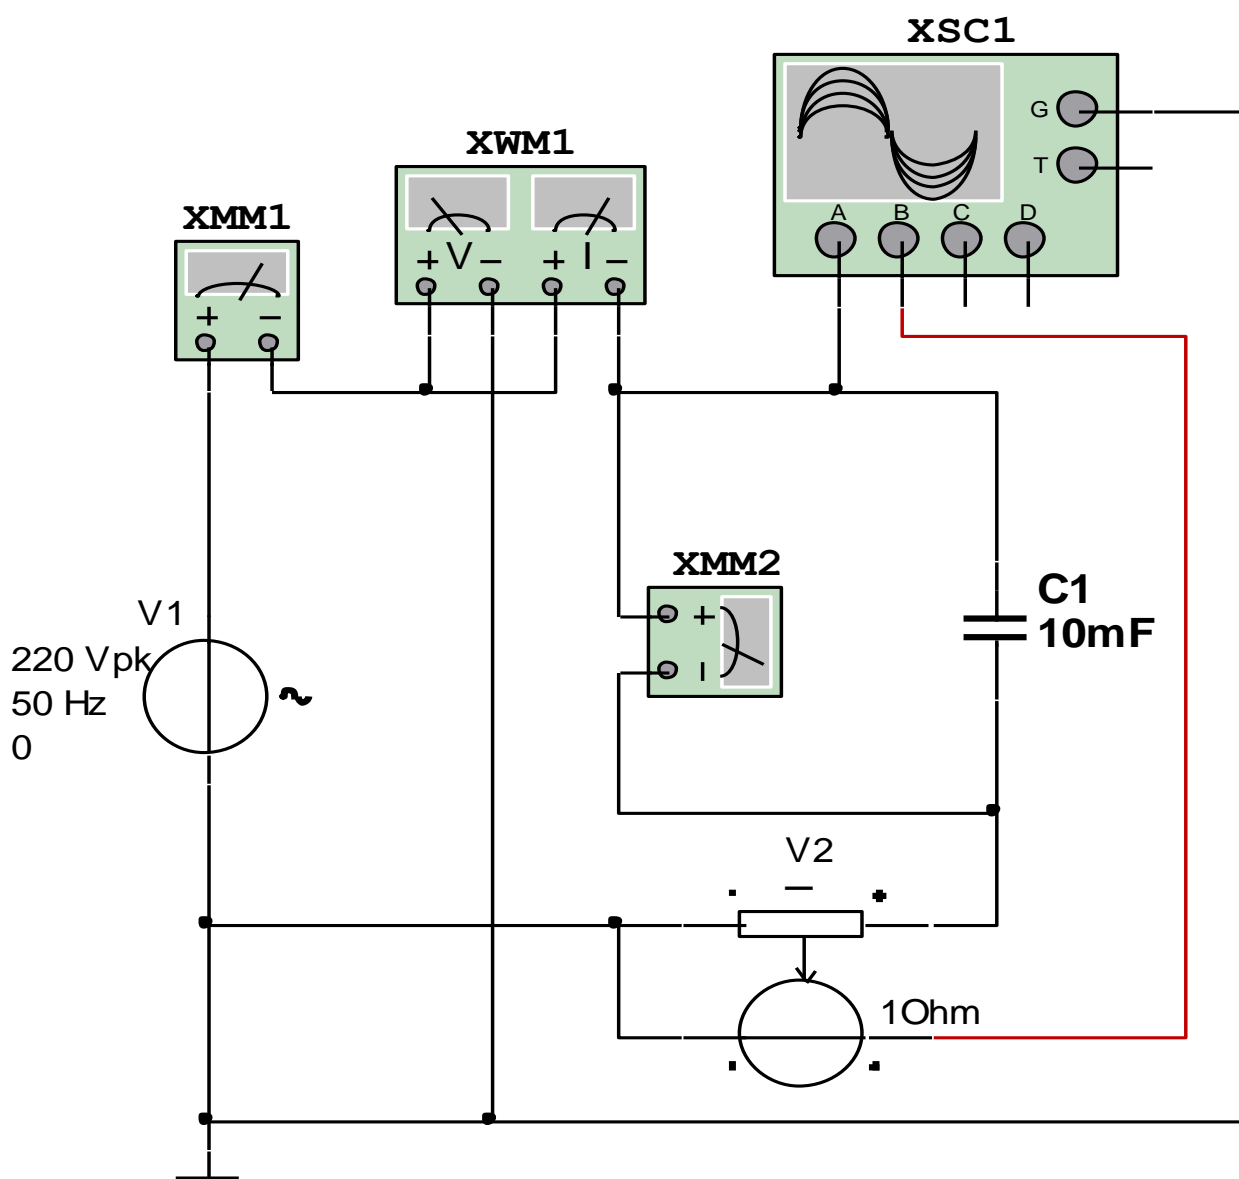 XSC1
G
T
A B C D
XWM1
+ V − + I −
XMM1
+ −
XMM2
+
−
C1
10mF
V1
220 Vpk
50 Hz
0
V2
− +
1Ohm